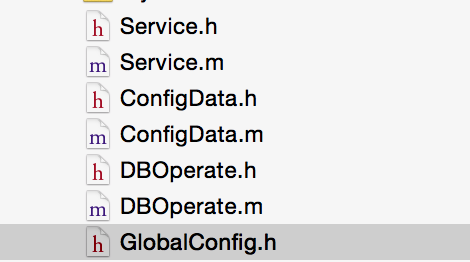 h Service.h
m Service.m
h ConfigData.h
m ConfigData.m
h DBOperate.h
m DBOperate.m
h GlobalConfig.h